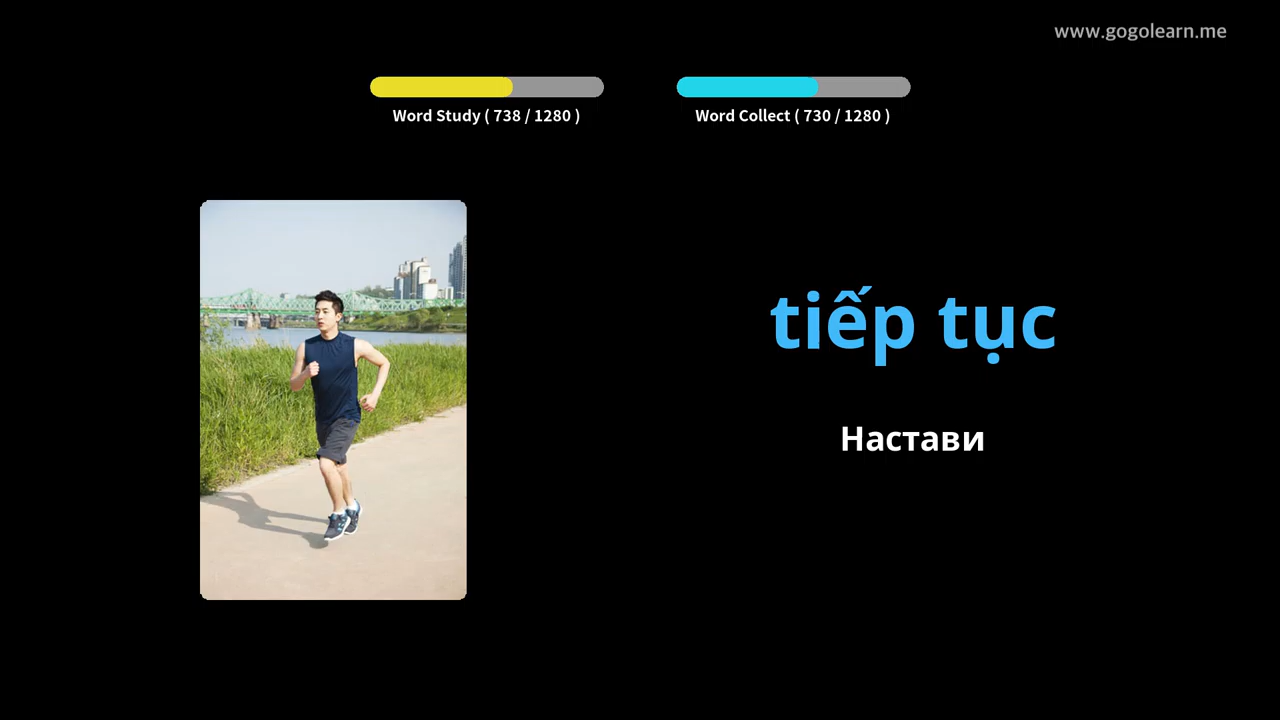 www.gogolearn.me
Word Study ( 738 / 1280 )
Word Collect ( 730 / 1280 )
tiếp tục
Настави